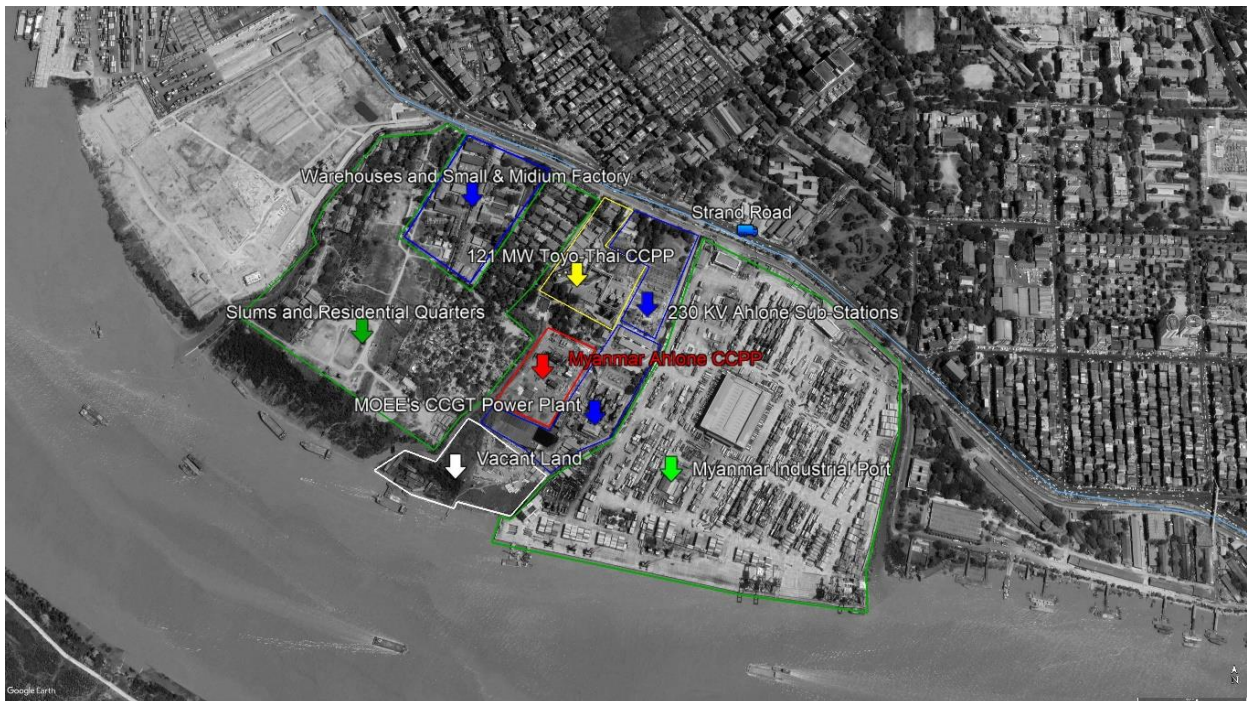 Warehouses and Small & Midium Factory
Strand Road
121 MW Toyo-Thai CCPP
Slums and Residential Quarters
230 KV Ahlone Sub-Stations
Myanmar Ahlone CCPP
MOEE's CCGT Power Plant
Vacant Land
Myanmar Industrial Port
Google Earth
N